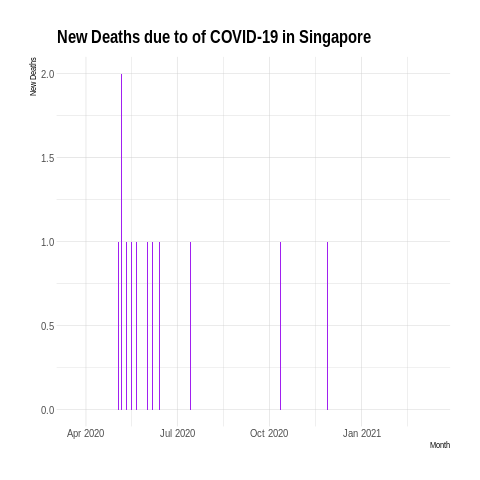 New Deaths due to of COVID-19 in Singapore
New Deaths
2.0
1.5
1.0
0.5
0.0
Apr 2020 Jul 2020 Oct 2020 Jan 2021
Month